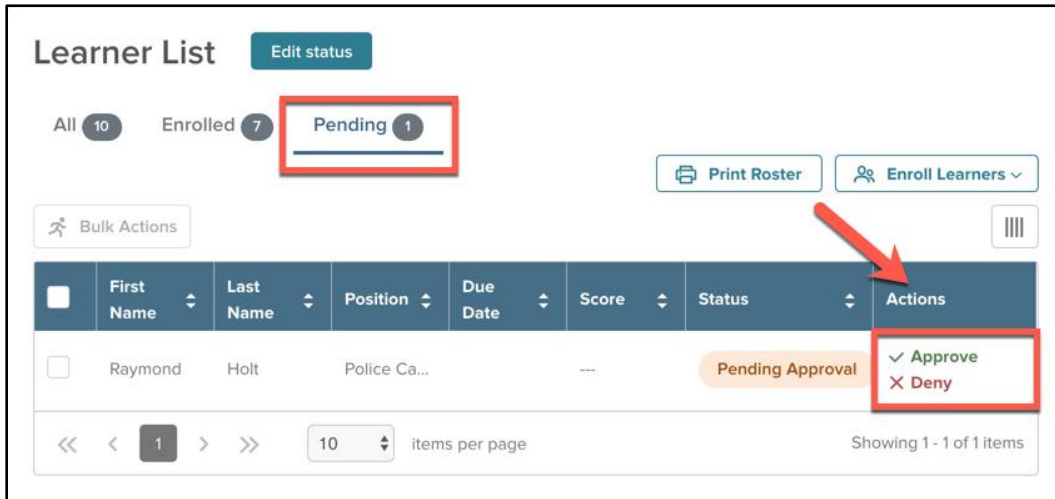 Learner List Edit status
All 10 Enrolled 7 Pending 1
Print Roster Enroll Learners
Bulk Actions
First Name Last Name Position Due Date Score Status Actions
Raymond Holt Police Ca... --- Pending Approval Approve
Deny
1 10 items per page Showing 1 - 1 of 1 items